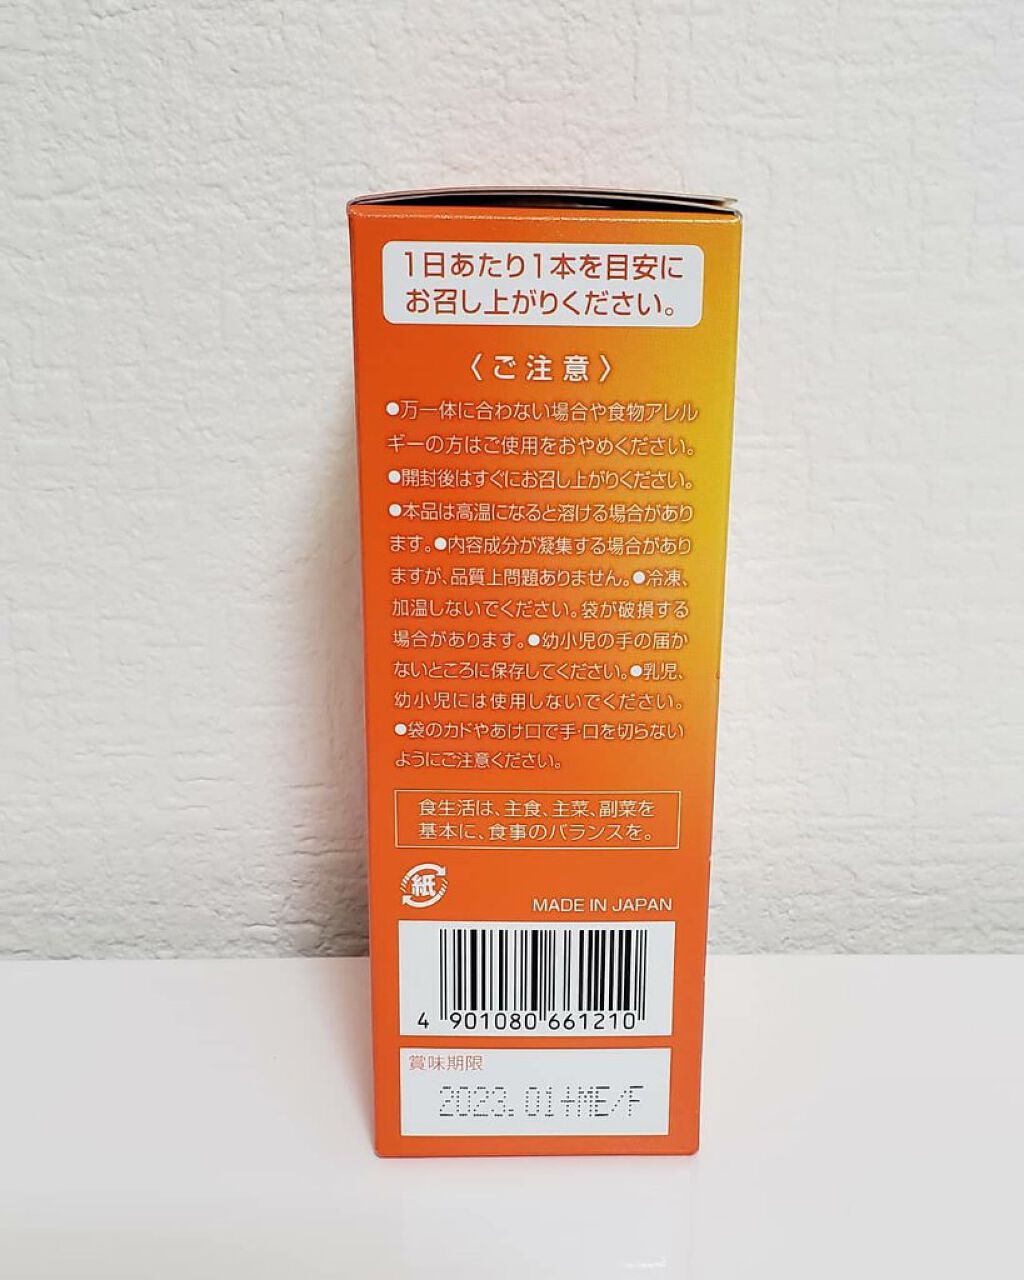 1日あたり1本を目安に
お召し上がりください。
〈ご注意〉
●万一体に合わない場合や食物アレル
ギーの方はご使用をおやめください。
●開封後はすぐにお召し上がりください。
●本品は高温になると溶ける場合があり
ます。●内容成分が凝集する場合があり
ますが、品質上問題ありません。●冷凍、
加温しないでください。袋が破損する
場合があります。●幼小児の手の届か
ないところに保存してください。●乳児、
幼小児には使用しないでください。
●袋のカドやあけ口で手・口を切らない
ようにご注意ください。
食生活は、主食、主菜、副菜を
基本に、食事のバランスを。
紙
MADE IN JAPAN
4 901080 661210
賞味期限
2023.01+ME/F